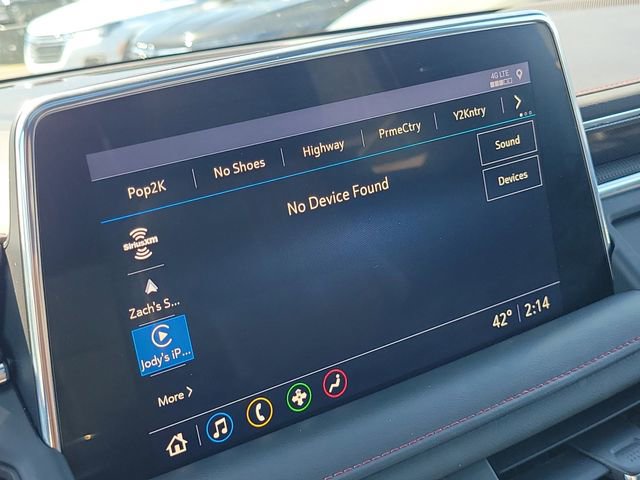 4G LTE
Pop2K No Shoes Highway PrmeCtry Y2Kntry
Sound
No Device Found
Devices
SiriusXM
Zach's S...
Jody's iP...
More
42° 2:14